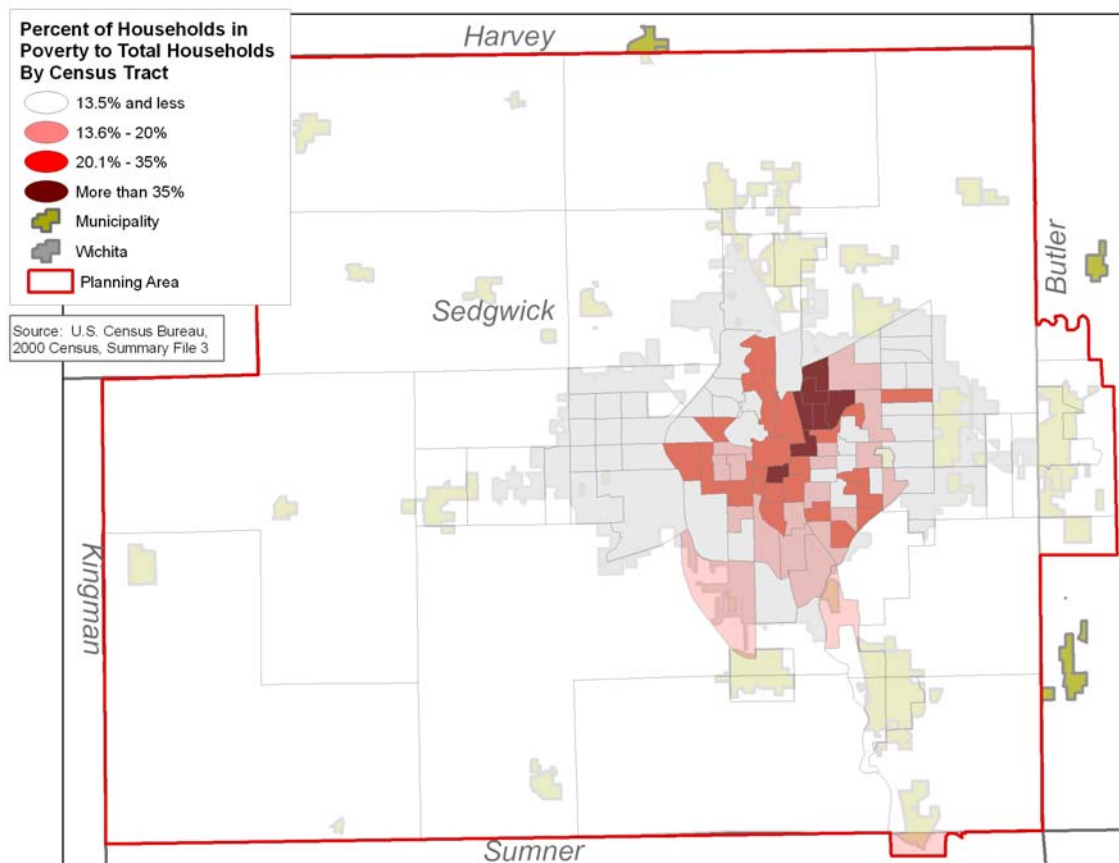 Percent of Households in
Poverty to Total Households
By Census Tract
13.5% and less
13.6% - 20%
20.1% - 35%
More than 35%
Municipality
Wichita
Planning Area
Source: U.S. Census Bureau,
2000 Census, Summary File 3
Harvey
Butler
Sedgwick
Kingman
Sumner